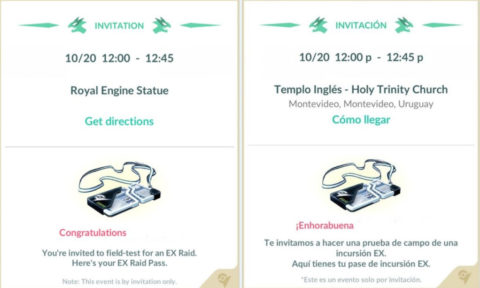 INVITATION
10/20 12:00 - 12:45
Royal Engine Statue
Get directions
Congratulations
You're invited to field-test for an EX Raid.
Here's your EX Raid Pass.
Note: This event is by invitation only.
INVITACIÓN
10/20 12:00 p - 12:45 p
Templo Inglés - Holy Trinity Church
Montevideo, Montevideo, Uruguay
Cómo llegar
¡Enhorabuena
Te invitamos a hacer una prueba de campo de una
incursión EX.
Aquí tienes tu pase de incursión EX.
*Este es un evento solo por invitación.